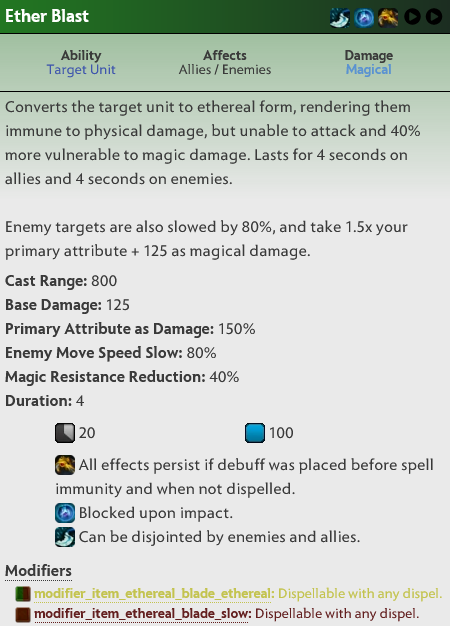 Ether Blast
Ability
Affects
Damage
Target Unit
Allies / Enemies
Magical
Converts the target unit to ethereal form, rendering them
immune to physical damage, but unable to attack and 40%
more vulnerable to magic damage. Lasts for 4 seconds on
allies and 4 seconds on enemies.
Enemy targets are also slowed by 80%, and take 1.5x your
primary attribute + 125 as magical damage.
Cast Range: 800
Base Damage: 125
Primary Attribute as Damage: 150%
Enemy Move Speed Slow: 80%
Magic Resistance Reduction: 40%
Duration: 4
20
100
All effects persist if debuff was placed before spell
immunity and when not dispelled.
Blocked upon impact.
Can be disjointed by enemies and allies.
Modifiers
modifier_item_ethereal_blade_ethereal: Dispellable with any dispel.
modifier_item_ethereal_blade_slow: Dispellable with any dispel.